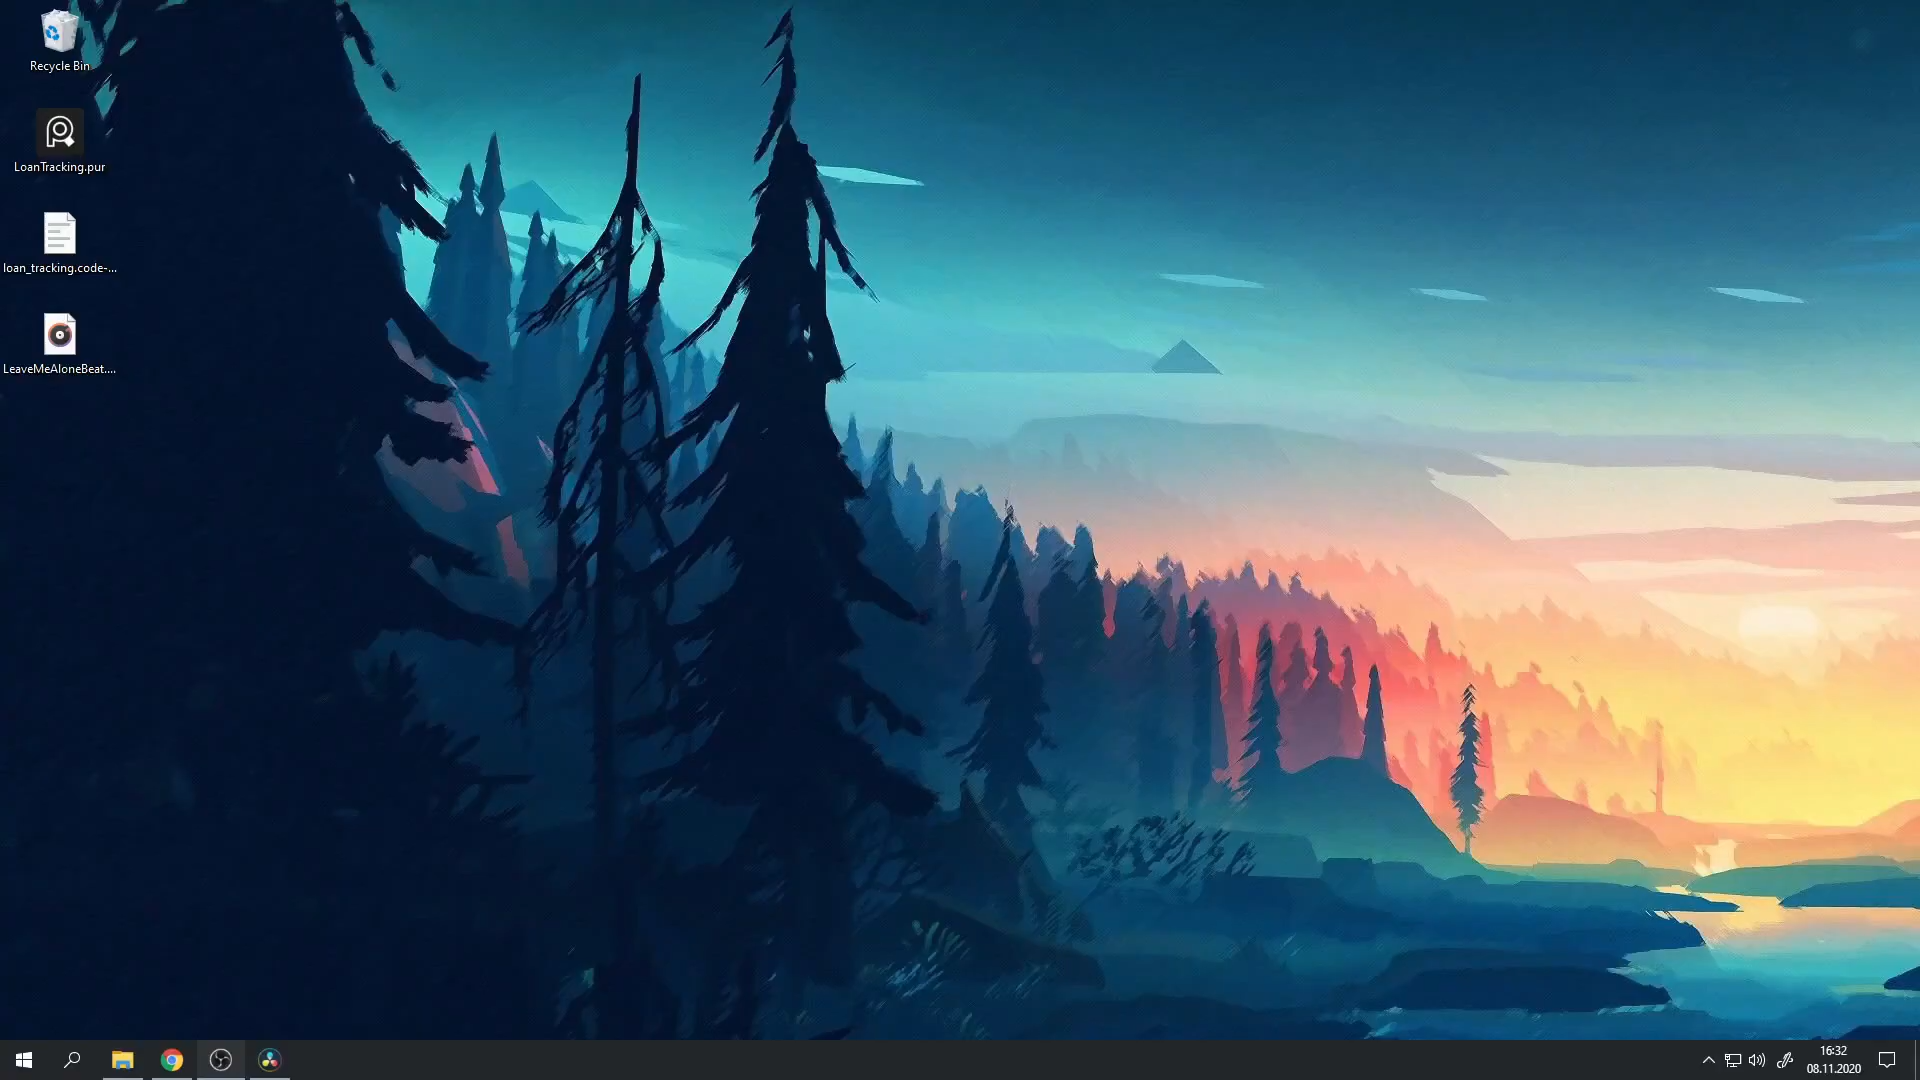 Recycle Bin
LoanTracking.pur
loan_tracking.code-...
LeaveMeAloneBeat....
16:32
08.11.2020